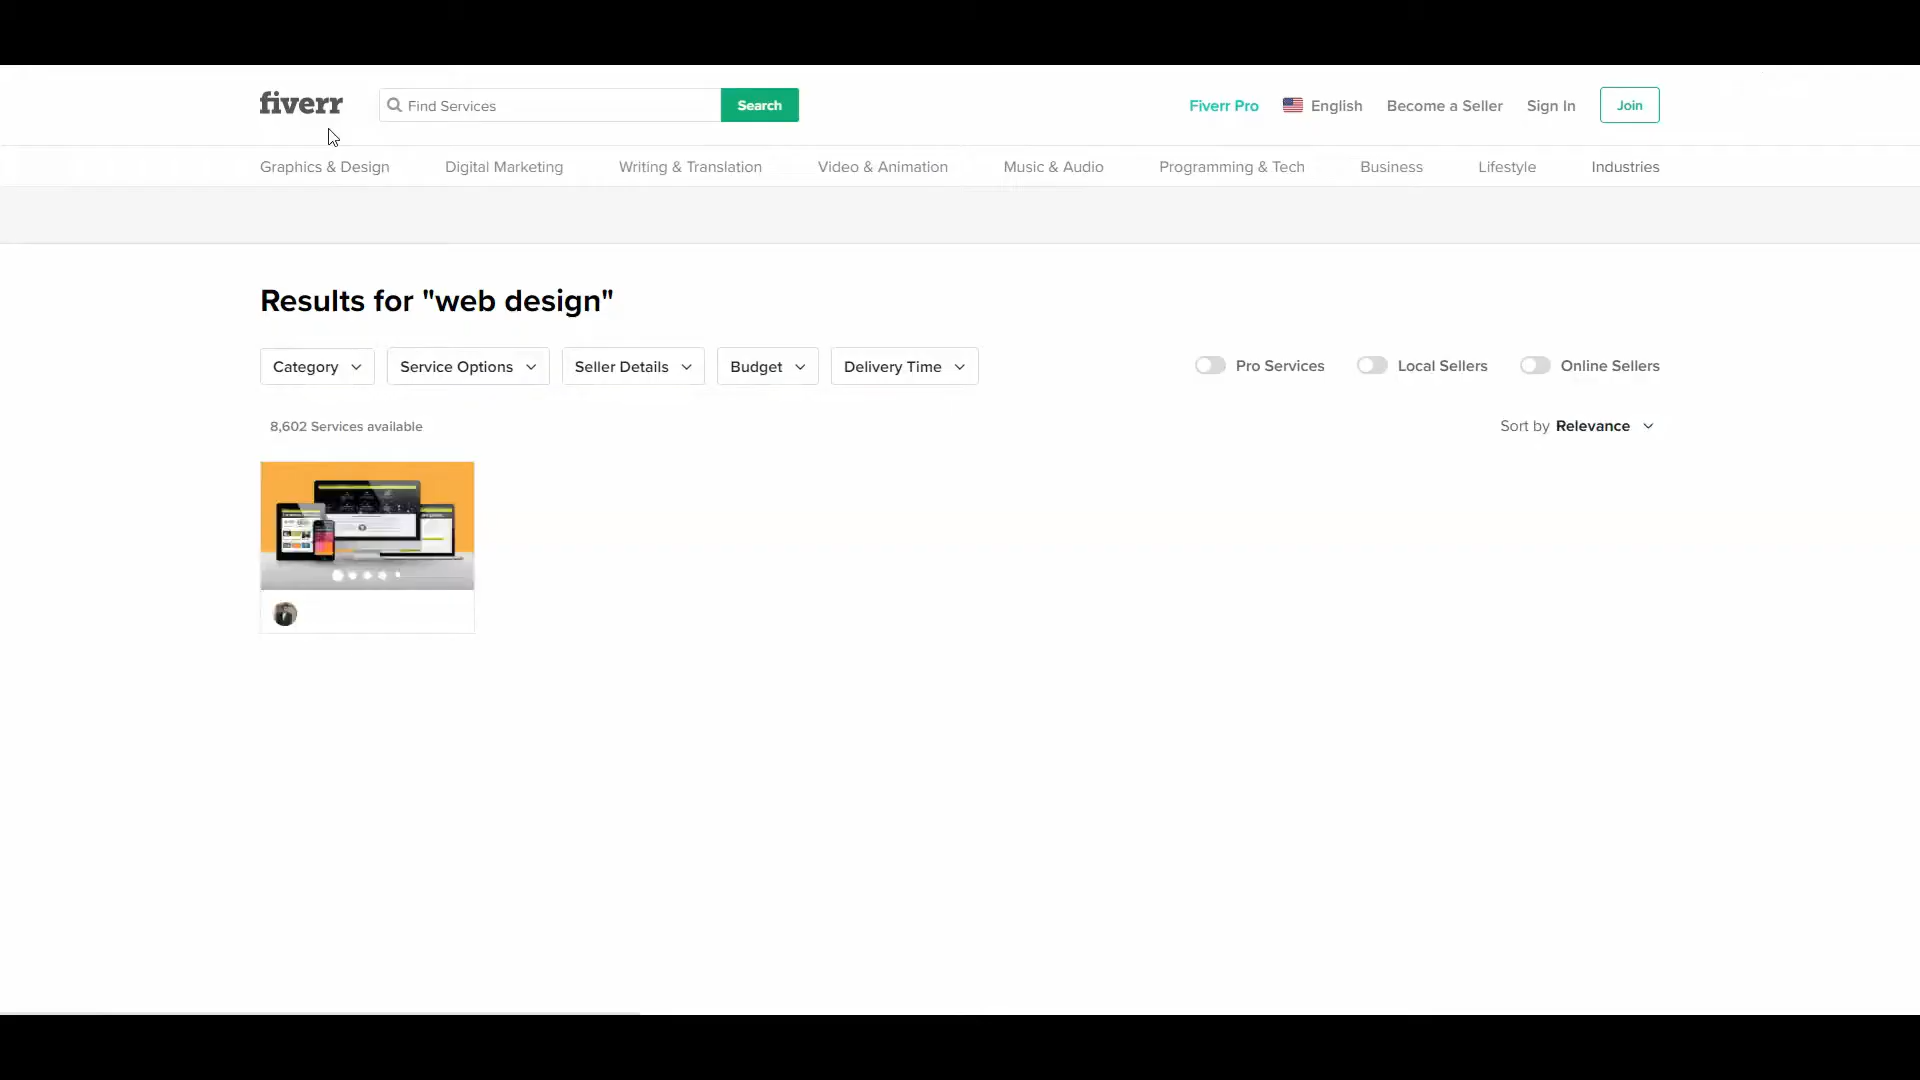 fiverr
Find Services
Search
Fiverr Pro
English
Become a Seller
Sign In
Join
Graphics & Design
Digital Marketing
Writing & Translation
Video & Animation
Music & Audio
Programming & Tech
Business
Lifestyle
Industries
Results for "web design"
Category
Service Options
Seller Details
Budget
Delivery Time
Pro Services
Local Sellers
Online Sellers
8,602 Services available
Sort by Relevance